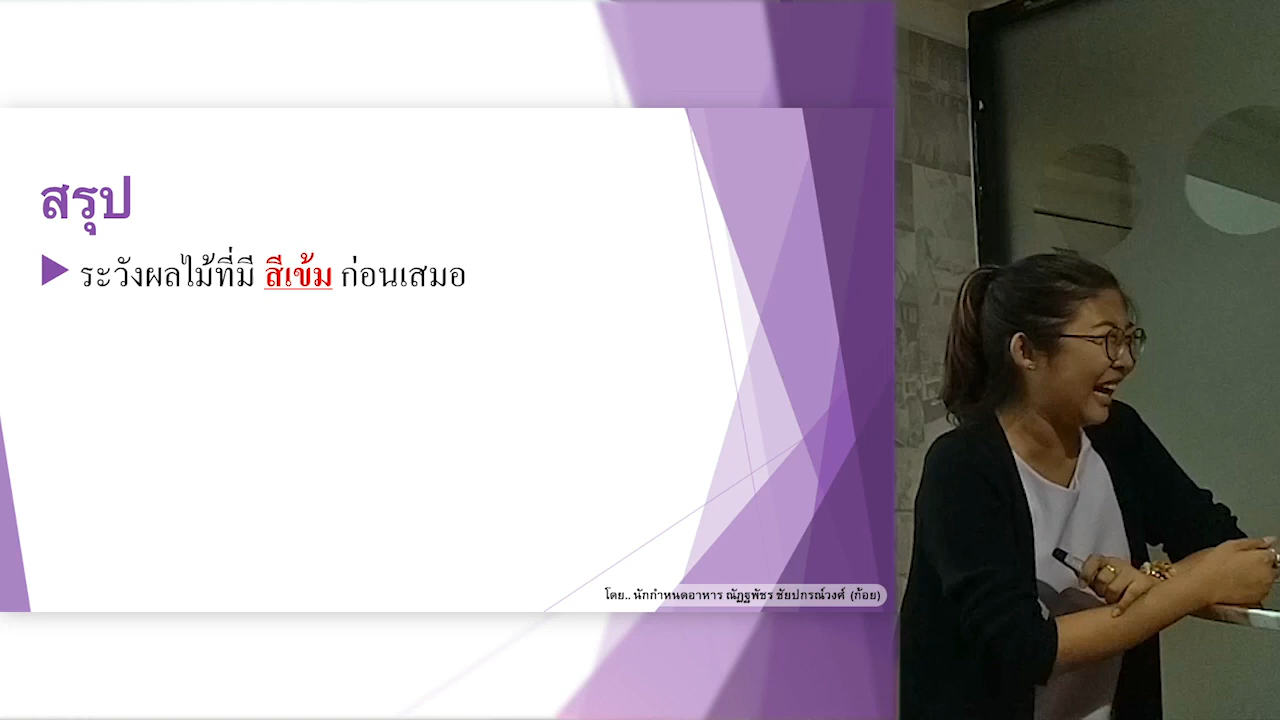 สรุป
ระวังผลไม้ที่มี สีเข้ม ก่อนเสมอ
โดย.. นักกำหนดอาหาร ณัฏฐพัชร ชัยปกรณ์วงศ์ (ก้อย)